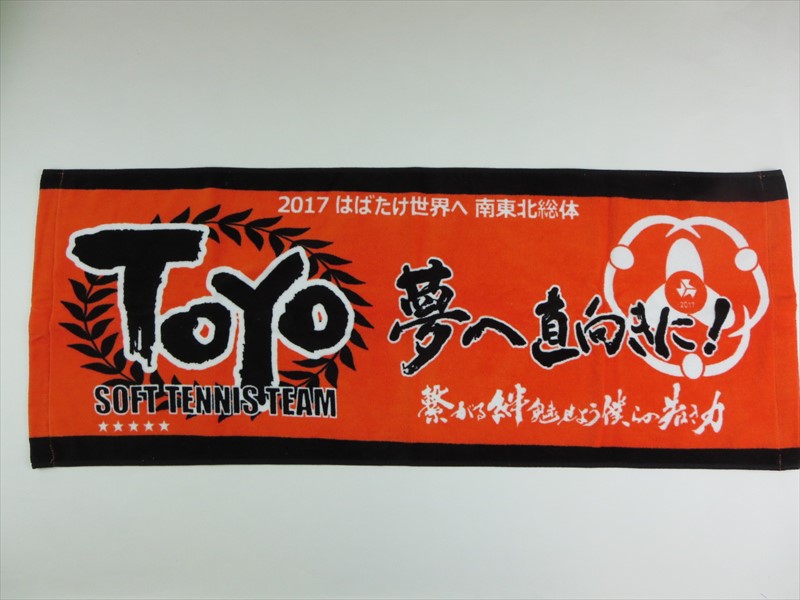 2017 はばたけ世界へ 南東北総体
TOYO
SOFT TENNIS TEAM
夢へ直向きに!
2017
繋がる絆魅せよう僕らの
力